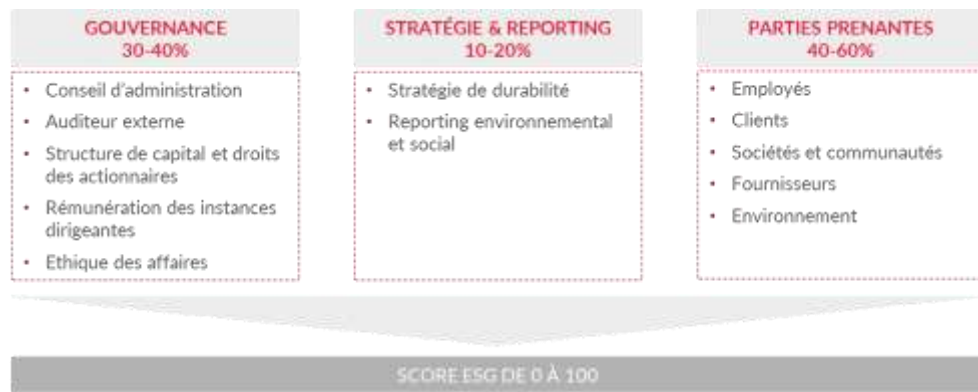 GOUVERNANCE
30-40%
• Conseil d'administration
• Auditeur externe
• Structure de capital et droits
des actionnaires
• Rémunération des instances
dirigeantes
• Ethique des affaires
STRATÉGIE & REPORTING
10-20%
• Stratégie de durabilité
• Reporting environnemental
et social
PARTIES PRENANTES
40-60%
• Employés
• Clients
• Sociétés et communautés
• Fournisseurs
• Environnement
SCORE ESG DE 0 À 100